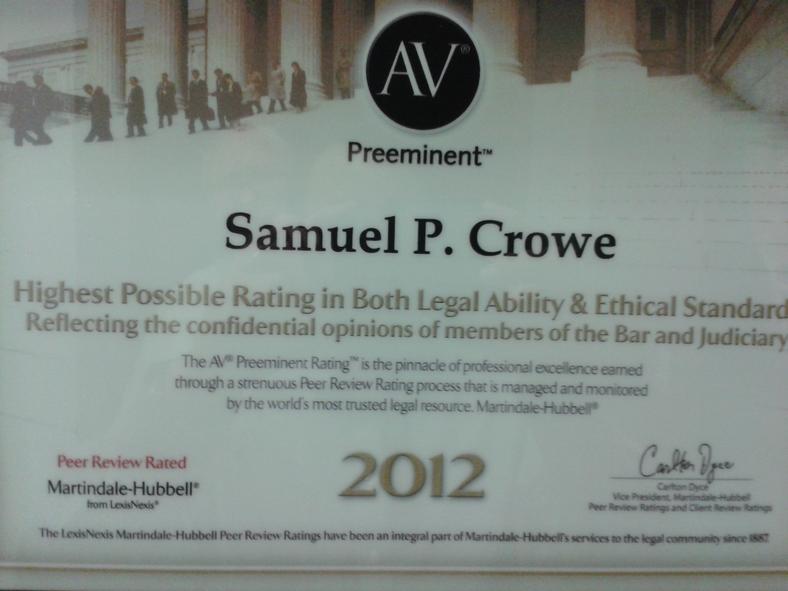 AV®
Preeminent™
Samuel P. Crowe
Highest Possible Rating in Both Legal Ability & Ethical Standard
Reflecting the confidential opinions of members of the Bar and Judiciary
The AV® Preeminent Rating™ is the pinnacle of professional excellence earned
through a strenuous Peer Review Rating process that is managed and monitored
by the world's most trusted legal resource. Martindale-Hubbell®
Peer Review Rated
Martindale-Hubbell®
from LexisNexis®
2012
Carlton Dyce
Carlton Dyce
Vice President, Martindale-Hubbell
Peer Review Ratings and Client Review Ratings
The LexisNexis Martindale-Hubbell Peer Review Ratings have been an integral part of Martindale-Hubbell's services to the legal community since 1887.